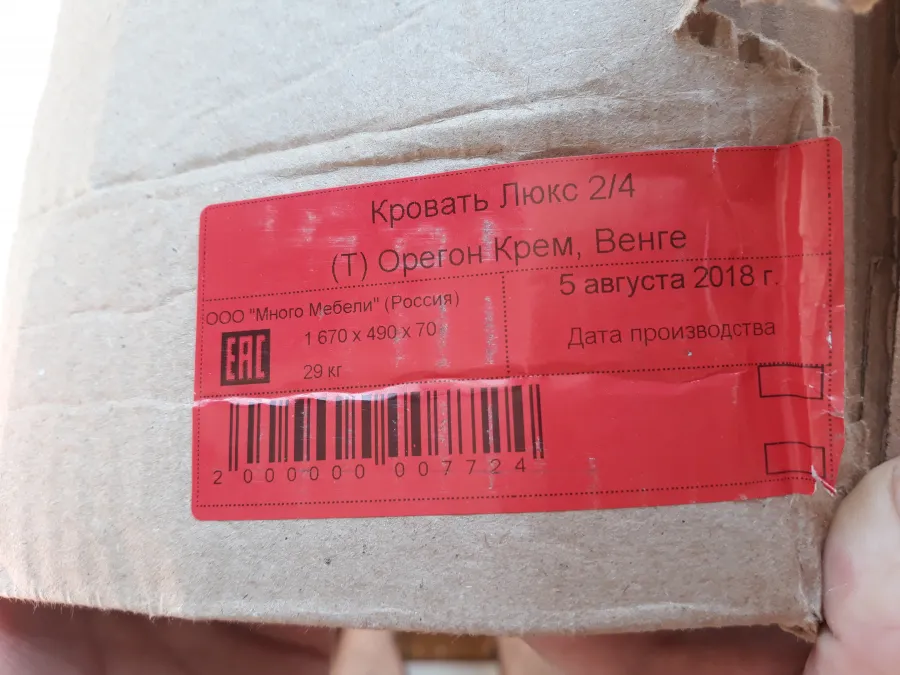 Кровать Люкс 2/4
(Т) Орегон Крем, Венге
ООО "Много Мебели" (Россия)
1 670 x 490 x 70
29 кг
EAC
5 августа 2018 г.
Дата производства
2 000000 007724